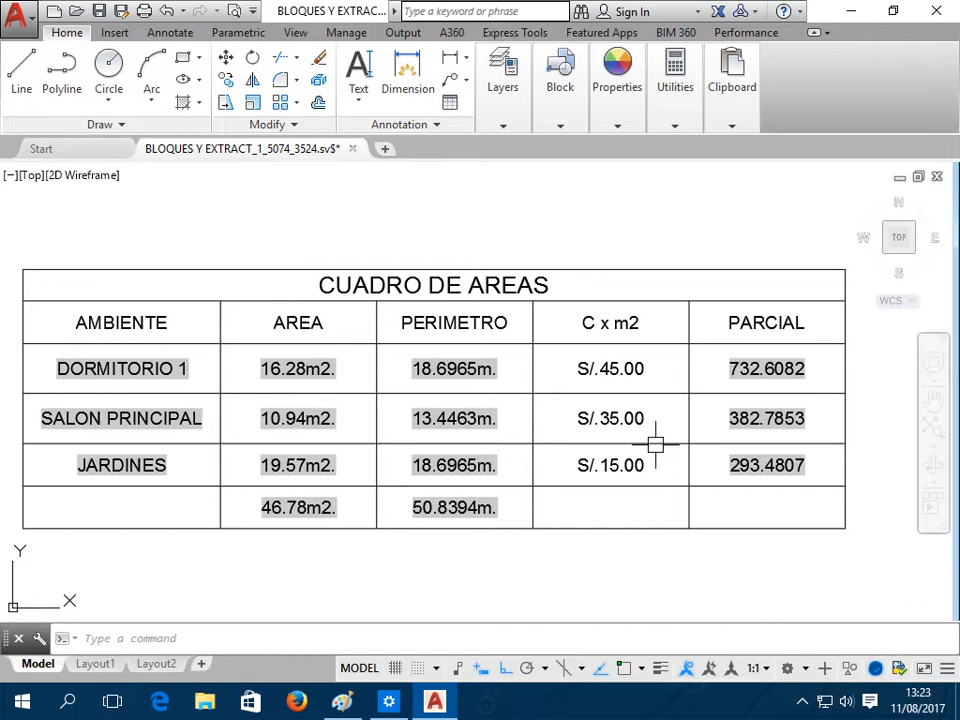 BLOQUES Y EXTRACT...
Type a keyword or phrase
Sign In
Home Insert Annotate Parametric View Manage Output A360 Express Tools Featured Apps BIM 360 Performance
Line Polyline Circle Arc Text Dimension Layers Block Properties Utilities Clipboard
Draw Modify Annotation
Start BLOQUES Y EXTRACT_1_5074_3524.sv$*
[−][Top][2D Wireframe]
N
W TOP E
S
WCS
CUADRO DE AREAS
AMBIENTE AREA PERIMETRO C x m2 PARCIAL
DORMITORIO 1 16.28m2. 18.6965m. S/.45.00 732.6082
SALON PRINCIPAL 10.94m2. 13.4463m. S/.35.00 382.7853
JARDINES 19.57m2. 18.6965m. S/.15.00 293.4807
46.78m2. 50.8394m.
Y
X
Type a command
Model Layout1 Layout2 MODEL 1:1
13:23
11/08/2017